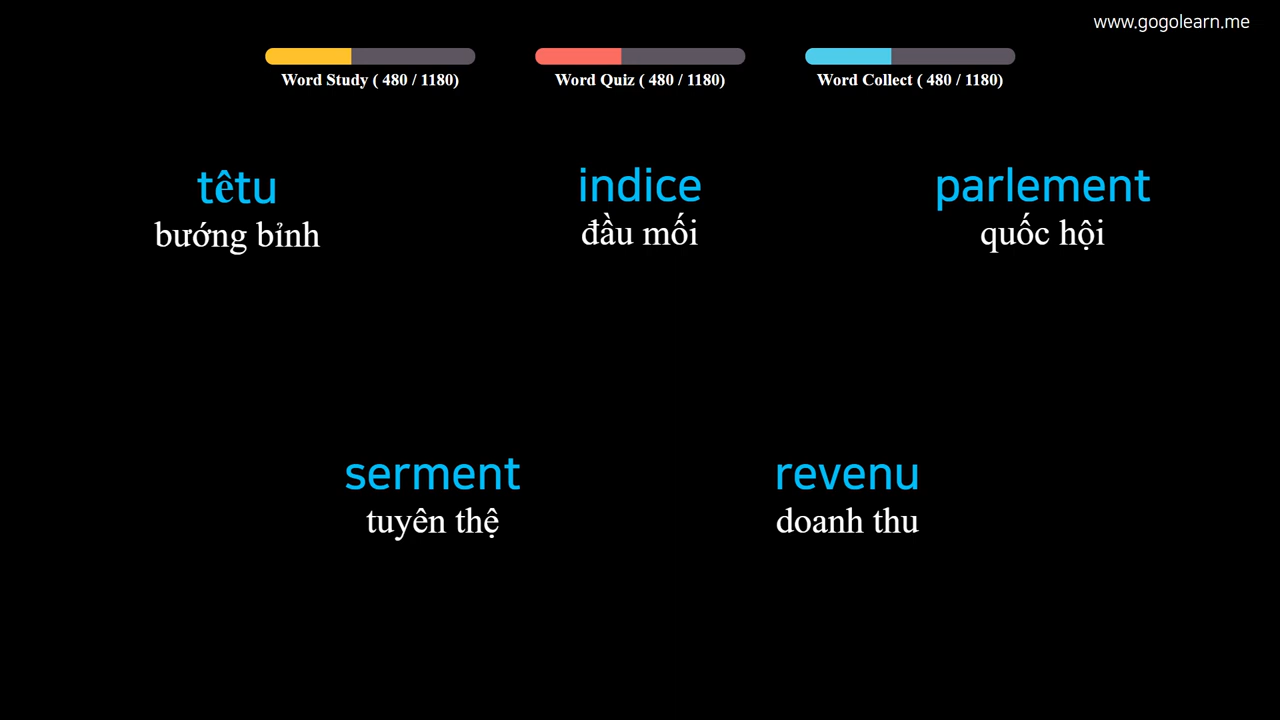 www.gogolearn.me
Word Study ( 480 / 1180)
Word Quiz ( 480 / 1180)
Word Collect ( 480 / 1180)
têtu
bướng bỉnh
indice
đầu mối
parlement
quốc hội
serment
tuyên thệ
revenu
doanh thu